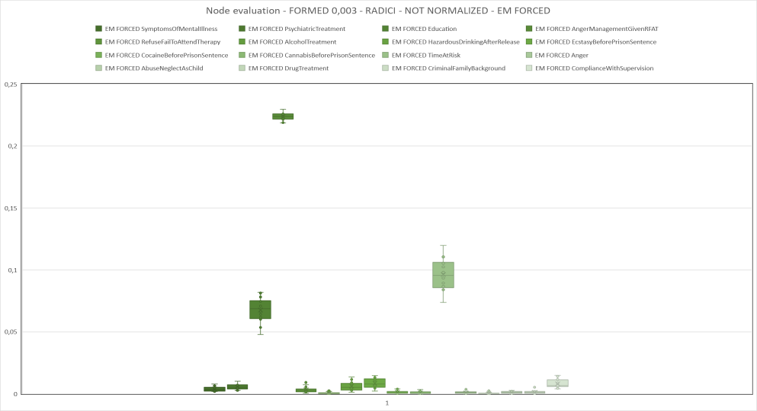 Node evaluation - FORMED 0,003 - RADICI - NOT NORMALIZED - EM FORCED
EM FORCED SymptomsOfMentalIllness EM FORCED PsychiatricTreatment EM FORCED Education EM FORCED AngerManagementGivenRFAT
EM FORCED RefuseFailToAttendTherapy EM FORCED AlcoholTreatment EM FORCED HazardousDrinkingAfterRelease EM FORCED EcstasyBeforePrisonSentence
EM FORCED CocaineBeforePrisonSentence EM FORCED CannabisBeforePrisonSentence EM FORCED TimeAtRisk EM FORCED Anger
EM FORCED AbuseNeglectAsChild EM FORCED DrugTreatment EM FORCED CriminalFamilyBackground EM FORCED ComplianceWithSupervision
0,25
0,2
0,15
0,1
0,05
0
1